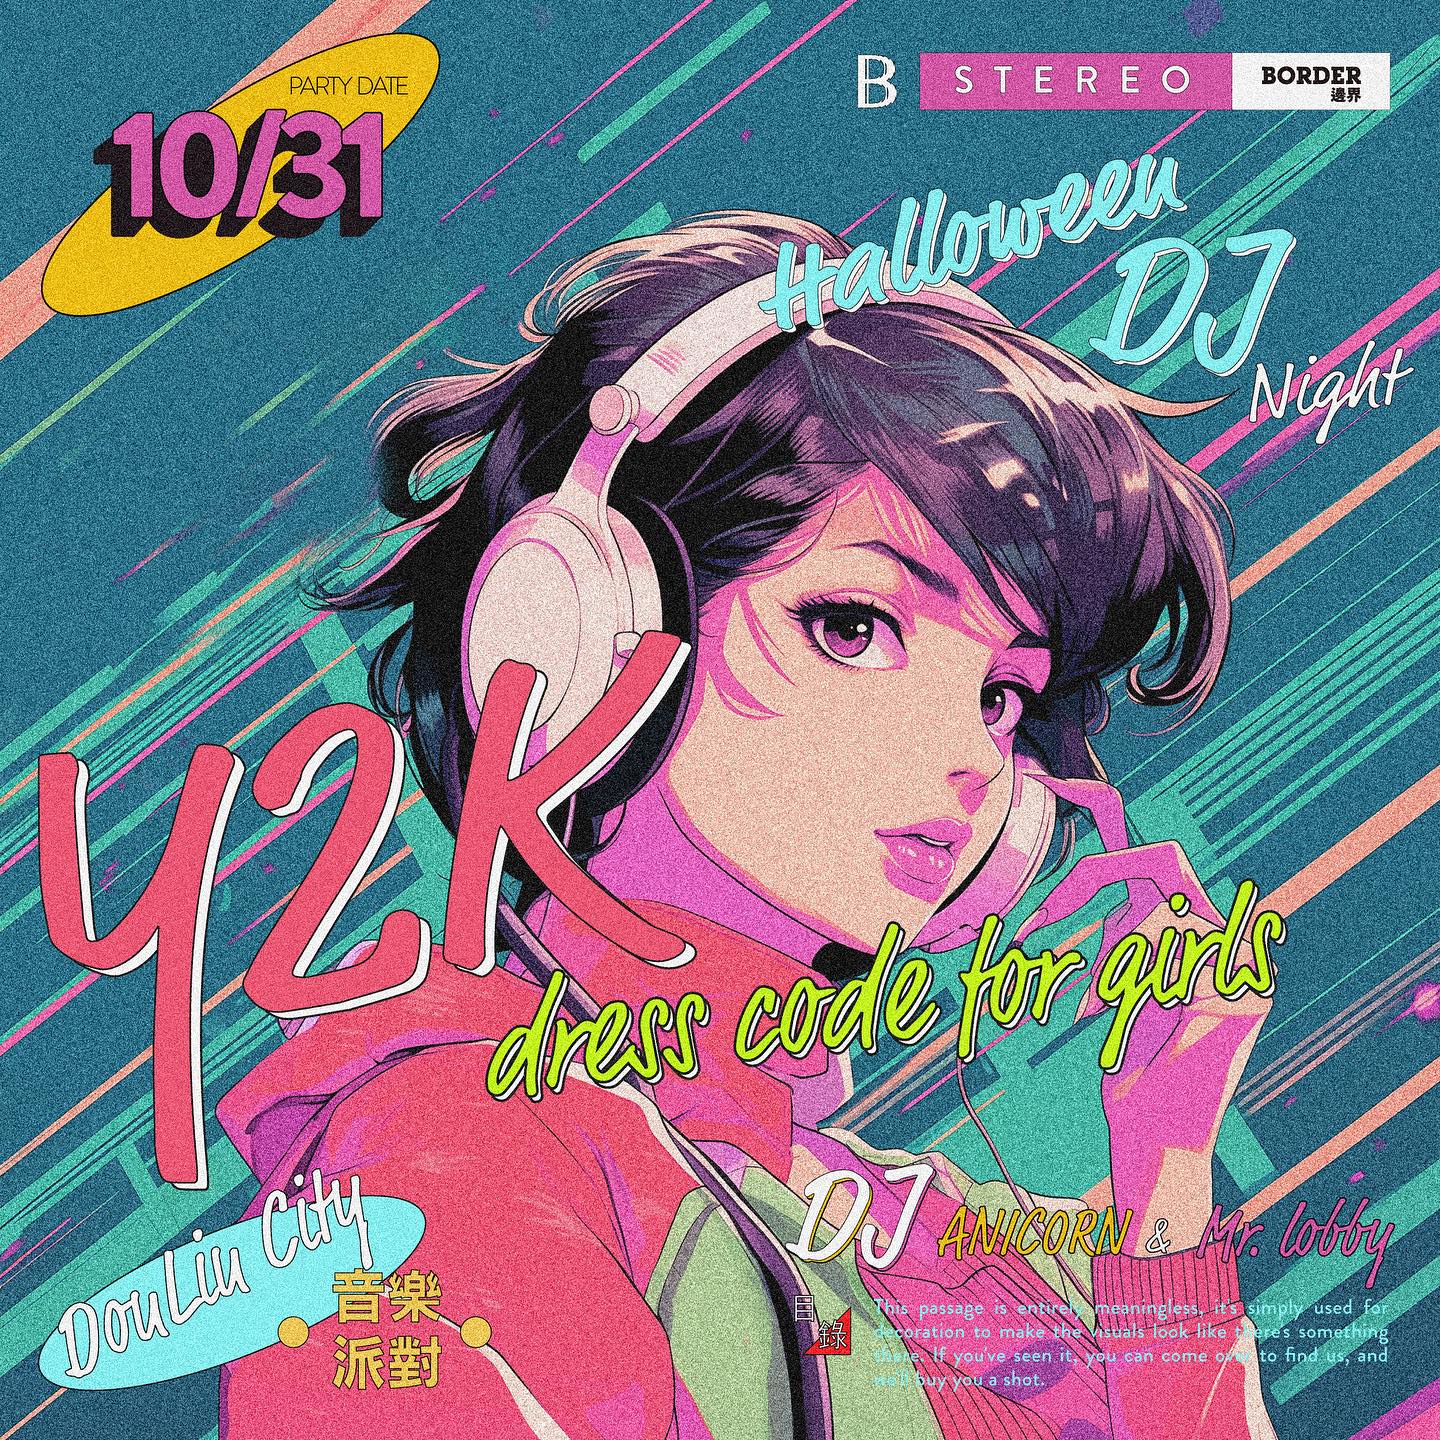 PARTY DATE
10/31
B STEREO BORDER
邊界
Halloween
DJ
Night
Y2K
dress code for girls
DouLiu City
音樂
派對
DJ ANICORN & Mr. lobby
目
錄
This passage is entirely meaningless, it's simply used for
decoration to make the visuals look like there's something
there. If you've seen it, you can come over to find us, and
we'll buy you a shot.